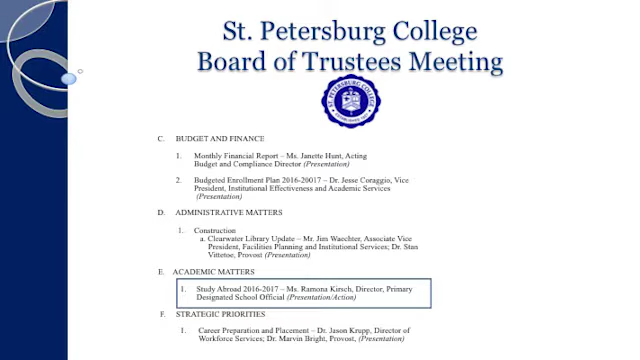 St. Petersburg College
Board of Trustees Meeting
ST. PETERSBURG COLLEGE
C. BUDGET AND FINANCE
1. Monthly Financial Report – Ms. Janette Hunt, Acting
Budget and Compliance Director (Presentation)
2. Budgeted Enrollment Plan 2016-20017 – Dr. Jesse Coraggio, Vice
President, Institutional Effectiveness and Academic Services
(Presentation)
D. ADMINISTRATIVE MATTERS
1. Construction
a. Clearwater Library Update – Mr. Jim Waechter, Associate Vice
President, Facilities Planning and Institutional Services; Dr. Stan
Vittetoe, Provost (Presentation)
E. ACADEMIC MATTERS
1. Study Abroad 2016-2017 – Ms. Ramona Kirsch, Director, Primary
Designated School Official (Presentation/Action)
F. STRATEGIC PRIORITIES
1. Career Preparation and Placement – Dr. Jason Krupp, Director of
Workforce Services; Dr. Marvin Bright, Provost, (Presentation)